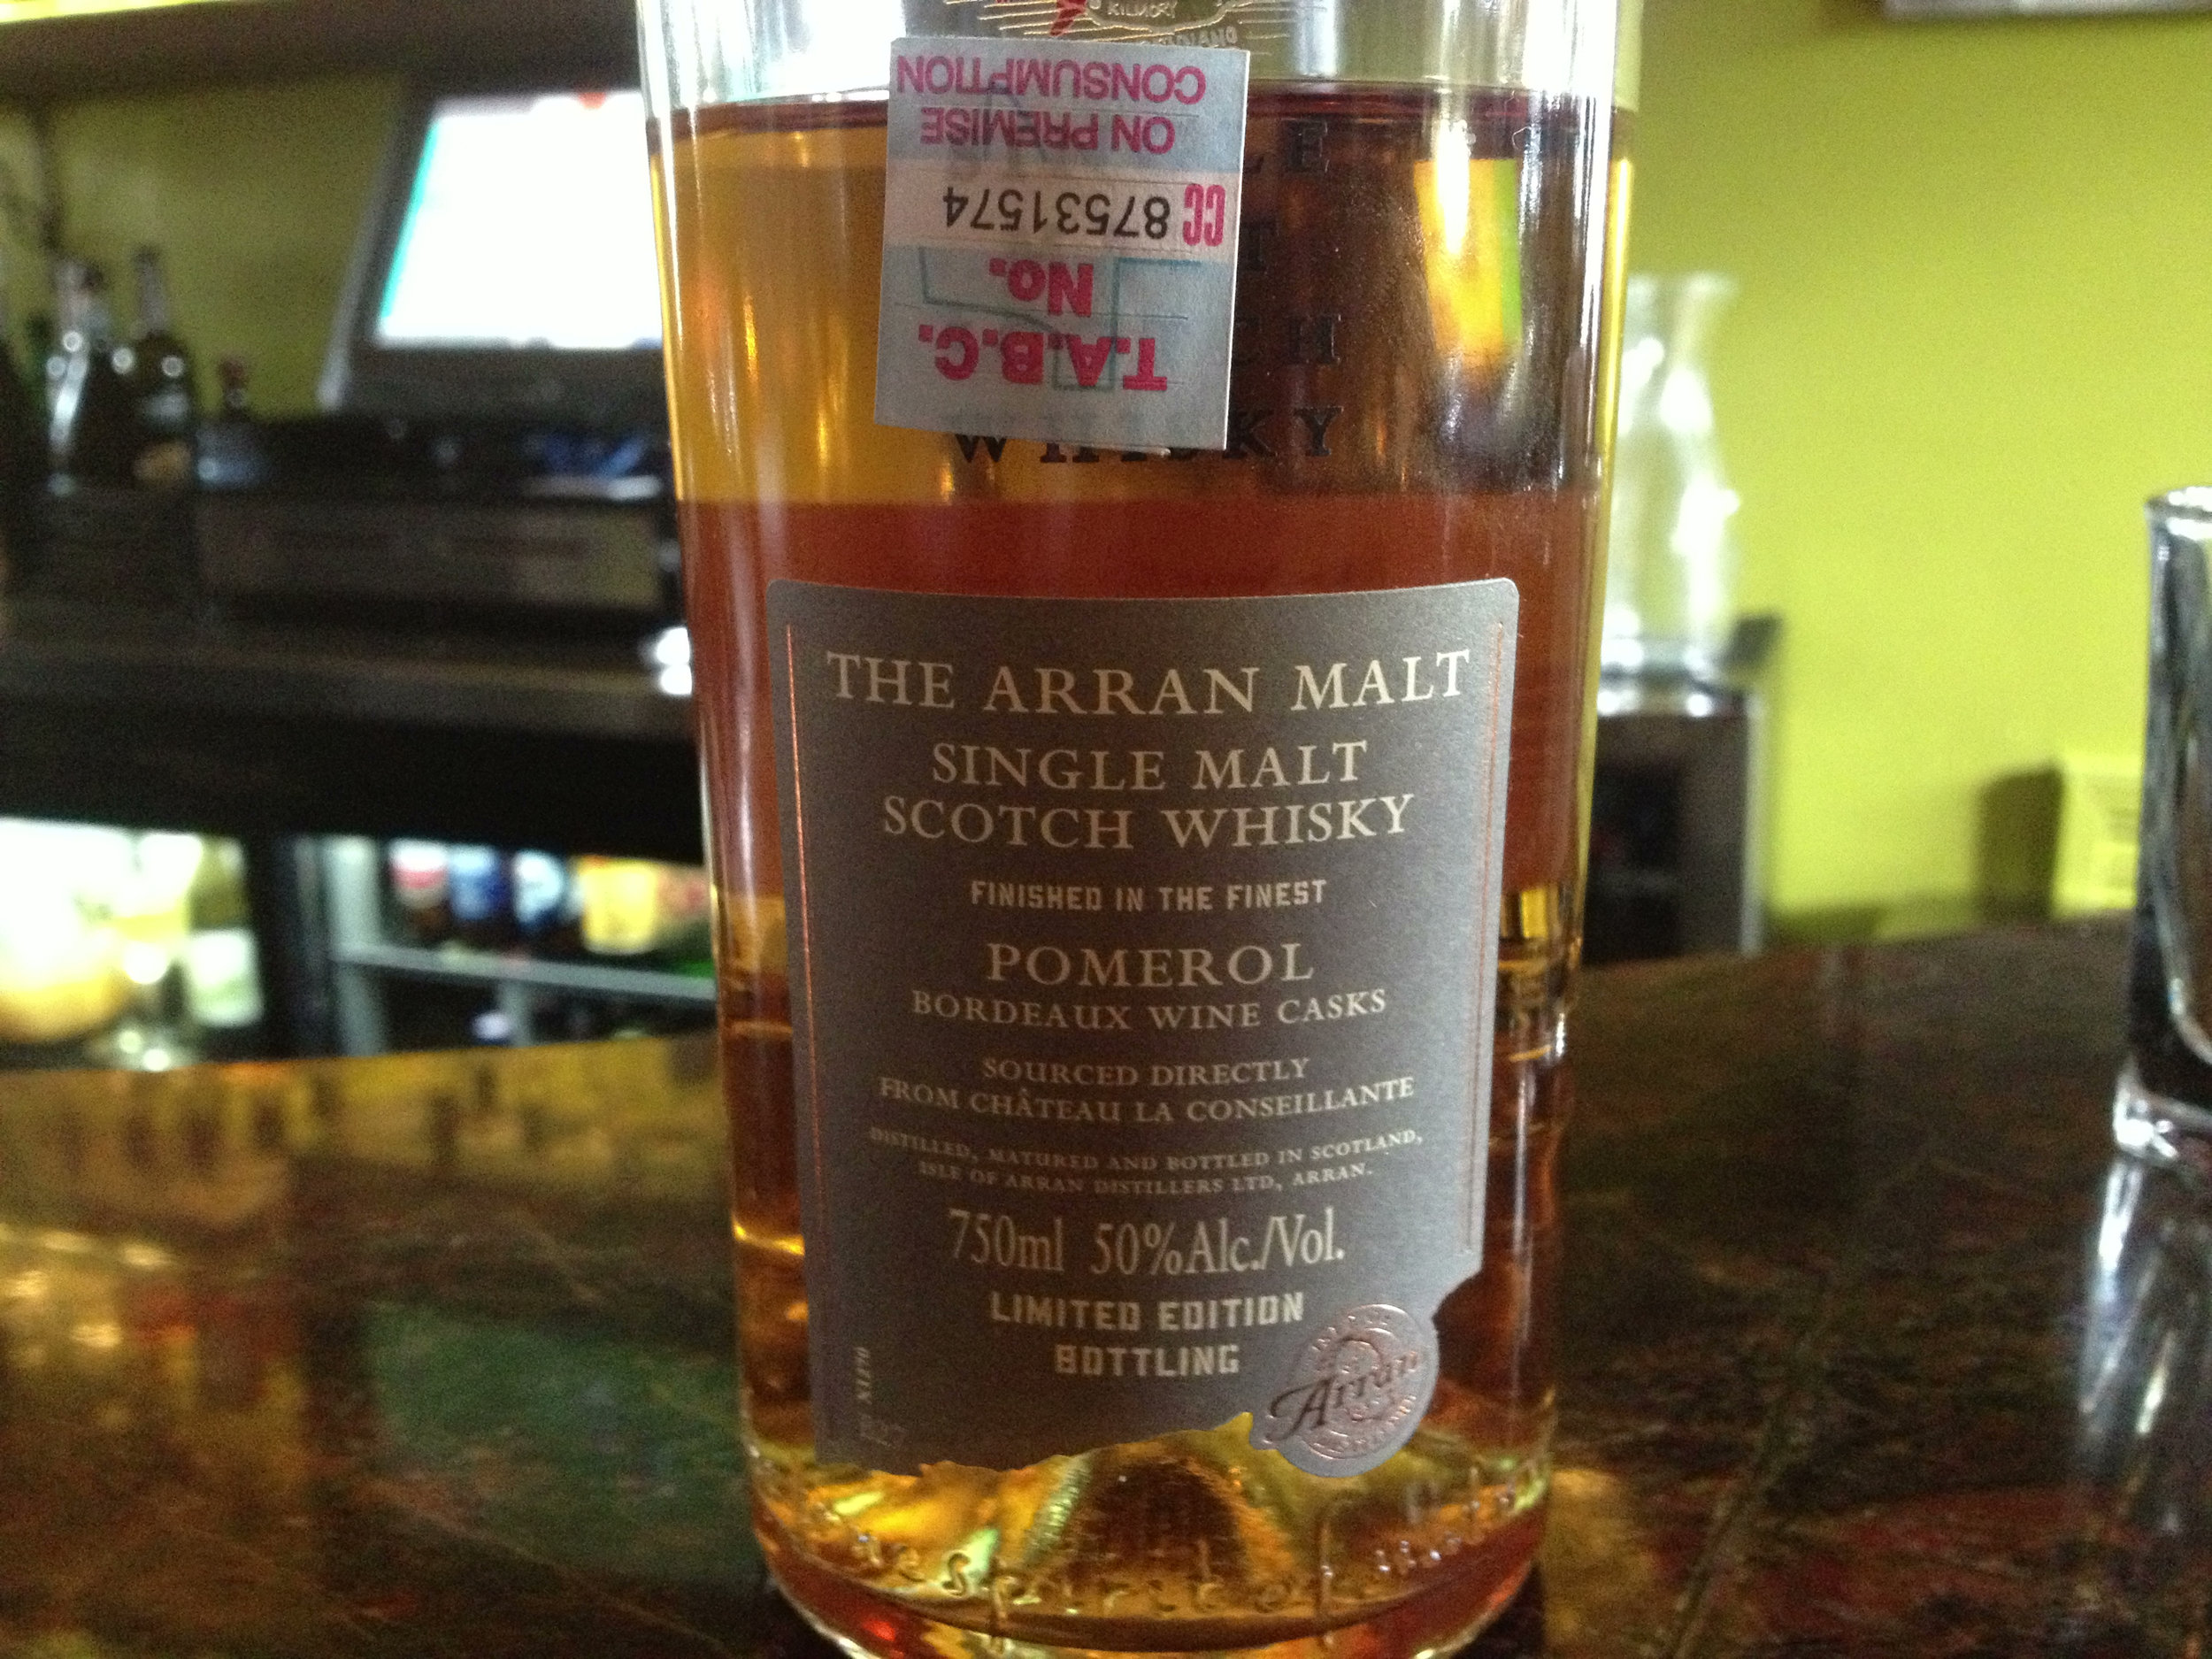 KILMORY
CONSUMPTION
ON PREMISE
CC 87531574
No.
T.A.B.C.
WHISKY
THE ARRAN MALT
SINGLE MALT
SCOTCH WHISKY
FINISHED IN THE FINEST
POMEROL
BORDEAUX WINE CASKS
SOURCED DIRECTLY
FROM CHÂTEAU LA CONSEILLANTE
DISTILLED, MATURED AND BOTTLED IN SCOTLAND,
ISLE OF ARRAN DISTILLERS LTD, ARRAN.
750ml 50%Alc./Vol.
LIMITED EDITION
BOTTLING
Arran